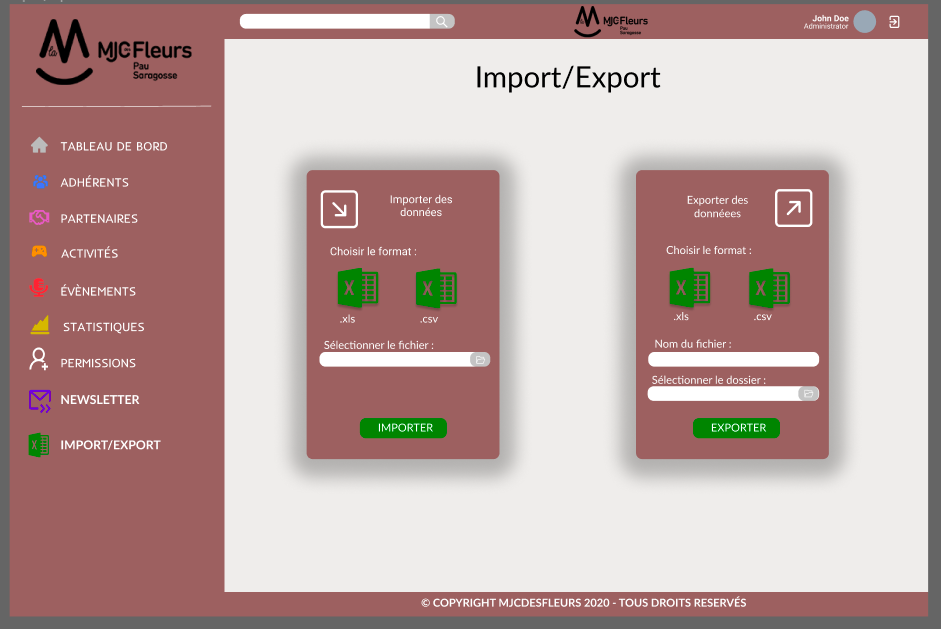 la
M
MJCFleurs
Pau
Saragosse
MJCFleurs
Pau
Saragosse
John Doe
Administrator
TABLEAU DE BORD
ADHÉRENTS
PARTENAIRES
ACTIVITÉS
ÉVÈNEMENTS
STATISTIQUES
PERMISSIONS
NEWSLETTER
X
IMPORT/EXPORT
Import/Export
Importer des
données
Choisir le format :
X X
.xls .csv
Sélectionner le fichier :
IMPORTER
Exporter des
donnéees
Choisir le format :
X X
.xls .csv
Nom du fichier :
Sélectionner le dossier :
EXPORTER
© COPYRIGHT MJCDESFLEURS 2020 - TOUS DROITS RESERVÉS